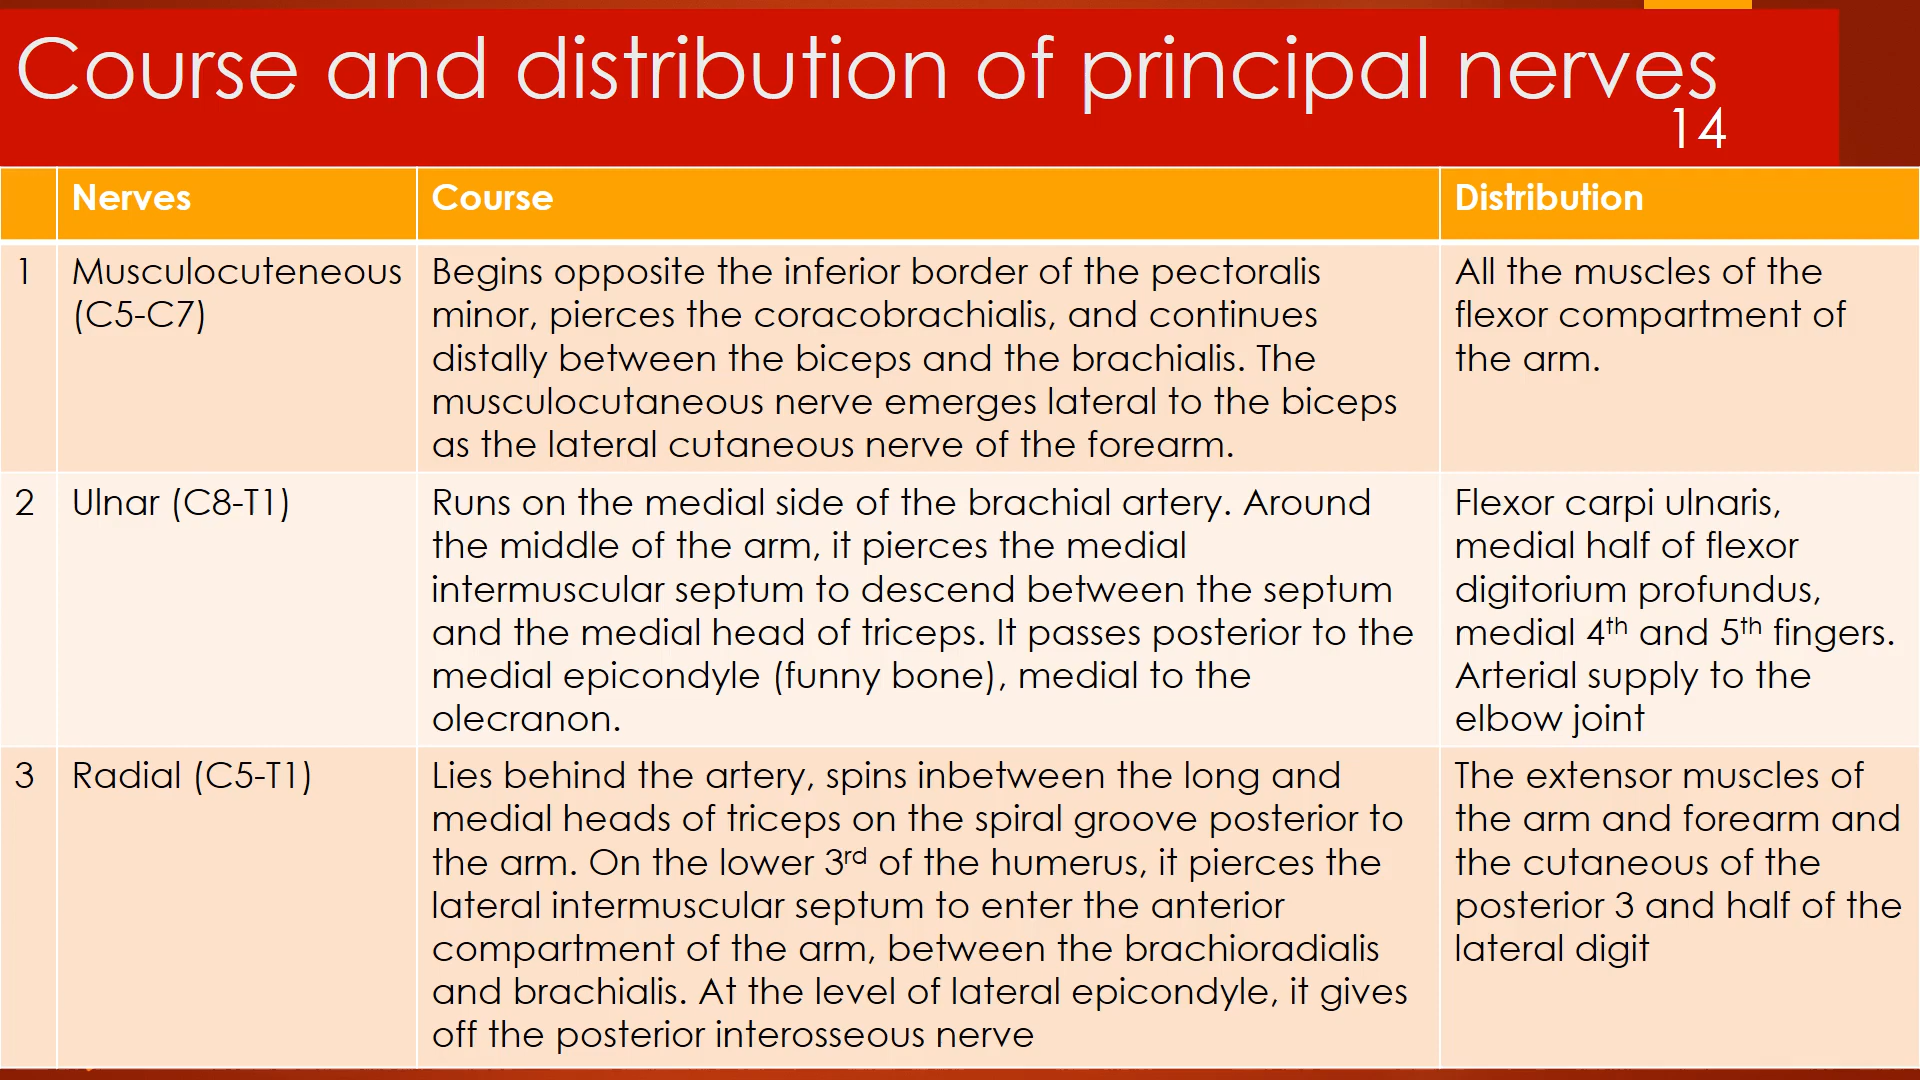 Course and distribution of principal nerves
14
Nerves
Course
Distribution
1
Musculocuteneous
(C5-C7)
Begins opposite the inferior border of the pectoralis
minor, pierces the coracobrachialis, and continues
distally between the biceps and the brachialis. The
musculocutaneous nerve emerges lateral to the biceps
as the lateral cutaneous nerve of the forearm.
All the muscles of the
flexor compartment of
the arm.
2
Ulnar (C8-T1)
Runs on the medial side of the brachial artery. Around
the middle of the arm, it pierces the medial
intermuscular septum to descend between the septum
and the medial head of triceps. It passes posterior to the
medial epicondyle (funny bone), medial to the
olecranon.
Flexor carpi ulnaris,
medial half of flexor
digitorium profundus,
medial 4th and 5th fingers.
Arterial supply to the
elbow joint
3
Radial (C5-T1)
Lies behind the artery, spins inbetween the long and
medial heads of triceps on the spiral groove posterior to
the arm. On the lower 3rd of the humerus, it pierces the
lateral intermuscular septum to enter the anterior
compartment of the arm, between the brachioradialis
and brachialis. At the level of lateral epicondyle, it gives
off the posterior interosseous nerve
The extensor muscles of
the arm and forearm and
the cutaneous of the
posterior 3 and half of the
lateral digit